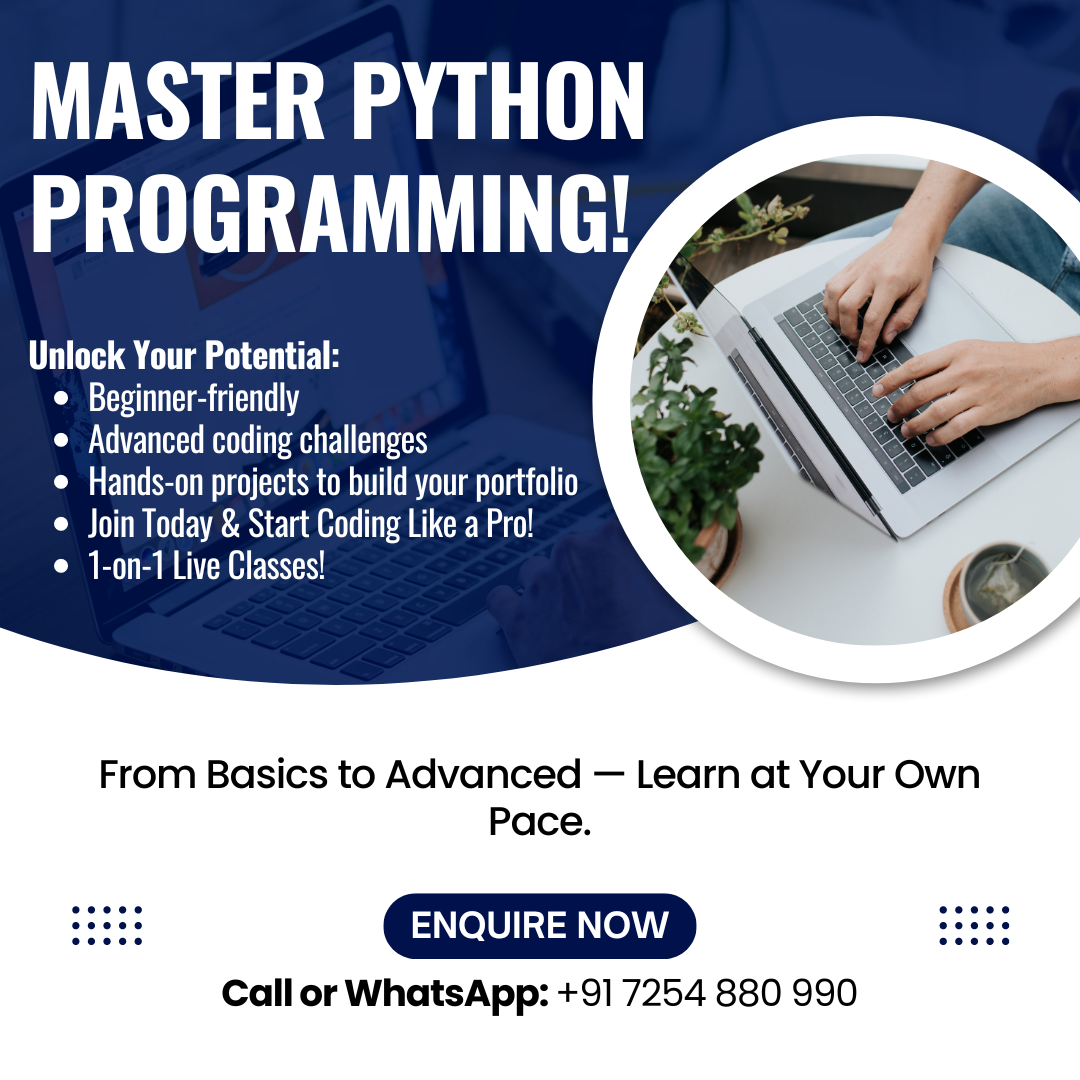 MASTER PYTHON
PROGRAMMING!
Unlock Your Potential:
• Beginner-friendly
• Advanced coding challenges
• Hands-on projects to build your portfolio
• Join Today & Start Coding Like a Pro!
• 1-on-1 Live Classes!
From Basics to Advanced — Learn at Your Own
Pace.
ENQUIRE NOW
Call or WhatsApp: +91 7254 880 990